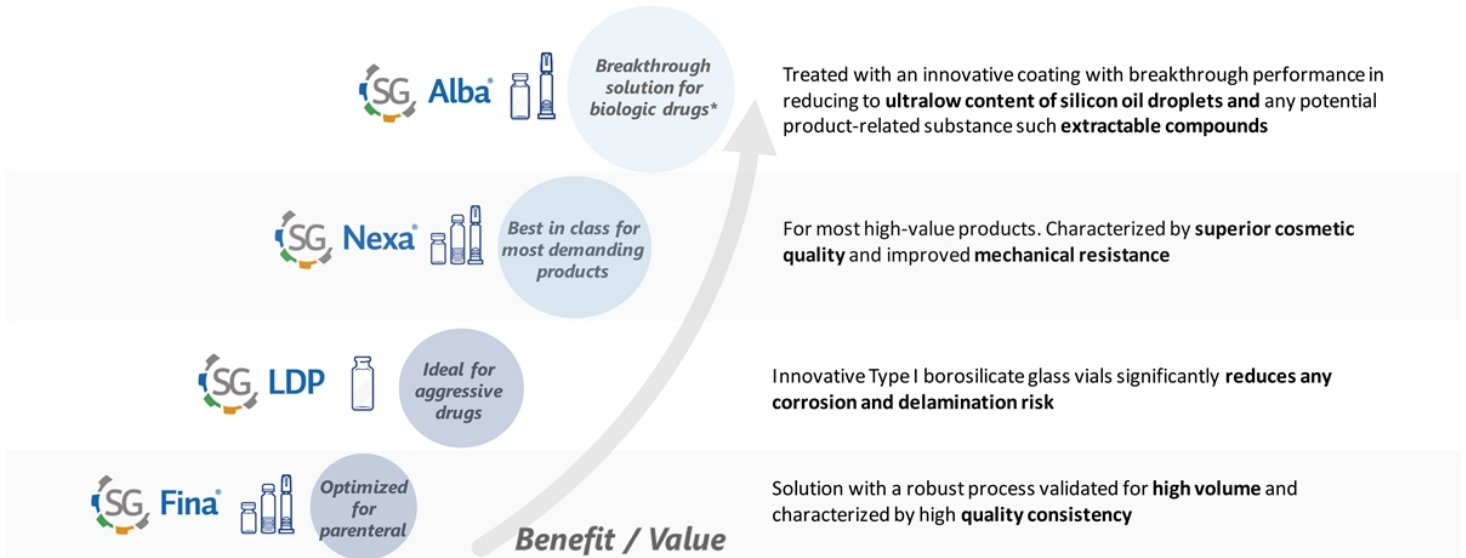 SG Alba®
Breakthrough
solution for
biologic drugs*
Treated with an innovative coating with breakthrough performance in
reducing to ultralow content of silicon oil droplets and any potential
product-related substance such extractable compounds
SG Nexa®
Best in class for
most demanding
products
For most high-value products. Characterized by superior cosmetic
quality and improved mechanical resistance
SG LDP
Ideal for
aggressive
drugs
Innovative Type I borosilicate glass vials significantly reduces any
corrosion and delamination risk
SG Fina®
Optimized
for
parenteral
Solution with a robust process validated for high volume and
characterized by high quality consistency
Benefit / Value